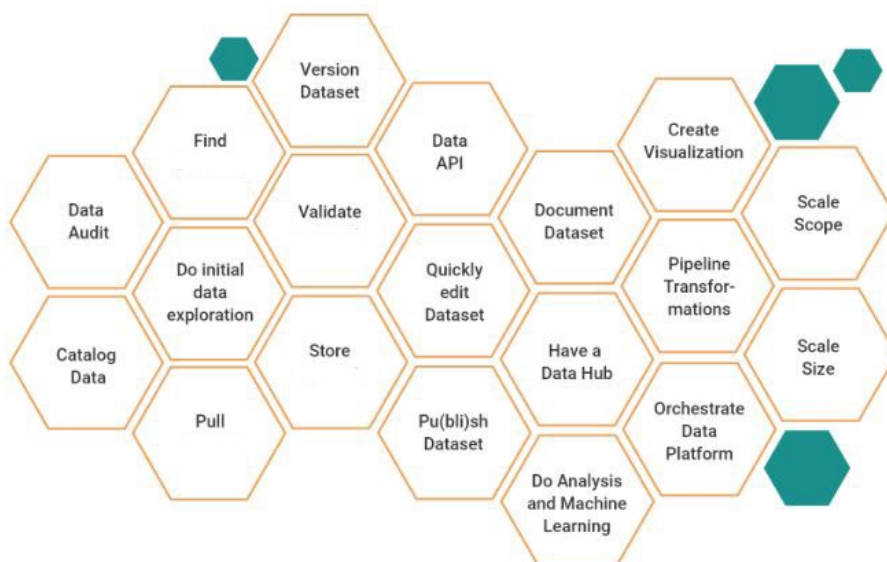 Version
Dataset
Find
Data
API
Create
Visualization
Data
Audit
Validate
Document
Dataset
Scale
Scope
Do initial
data
exploration
Quickly
edit
Dataset
Pipeline
Transfor-
mations
Catalog
Data
Store
Have a
Data Hub
Scale
Size
Pull
Pu(bli)sh
Dataset
Orchestrate
Data
Platform
Do Analysis
and Machine
Learning